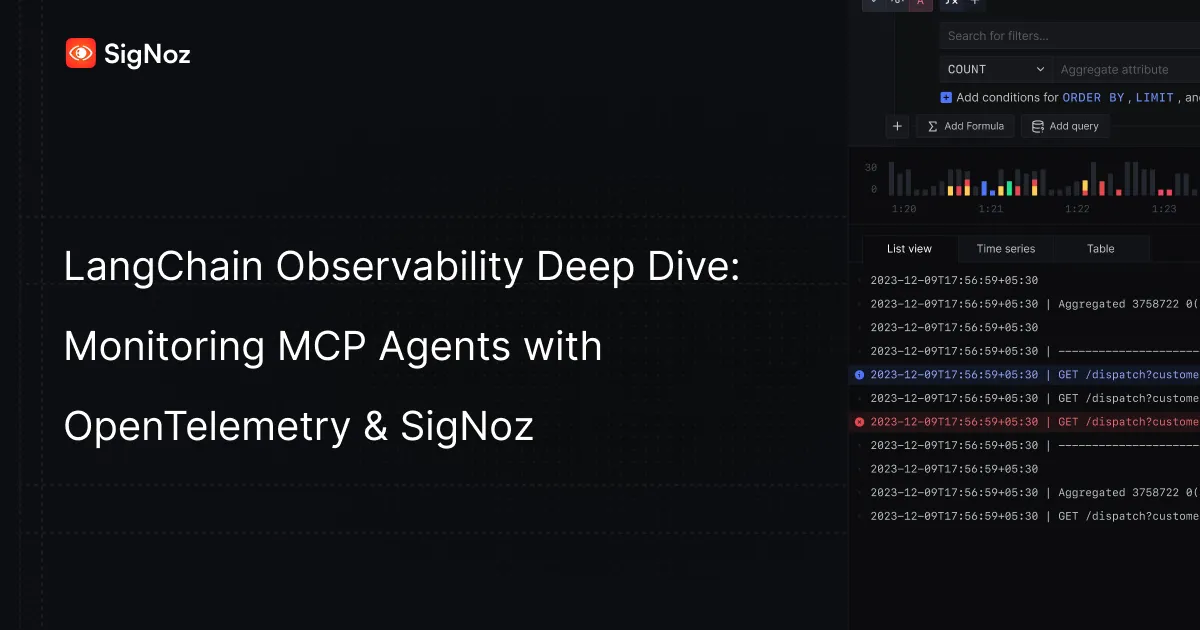 SigNoz
LangChain Observability Deep Dive:
Monitoring MCP Agents with
OpenTelemetry & SigNoz
Search for filters...
COUNT
Aggregate attribute
+ Add conditions for ORDER BY, LIMIT, an
+
Σ Add Formula
Add query
30
0
1:20
1:21
1:22
1:23
List view
Time series
Table
2023-12-09T17:56:59+05:30
2023-12-09T17:56:59+05:30 | Aggregated 3758722 0(
2023-12-09T17:56:59+05:30
2023-12-09T17:56:59+05:30 | ---------------------
2023-12-09T17:56:59+05:30 | GET /dispatch?custome
2023-12-09T17:56:59+05:30 | GET /dispatch?custome
2023-12-09T17:56:59+05:30 | GET /dispatch?custome
2023-12-09T17:56:59+05:30 | ---------------------
2023-12-09T17:56:59+05:30
2023-12-09T17:56:59+05:30 | Aggregated 3758722 0(
2023-12-09T17:56:59+05:30 | GET /dispatch?custome